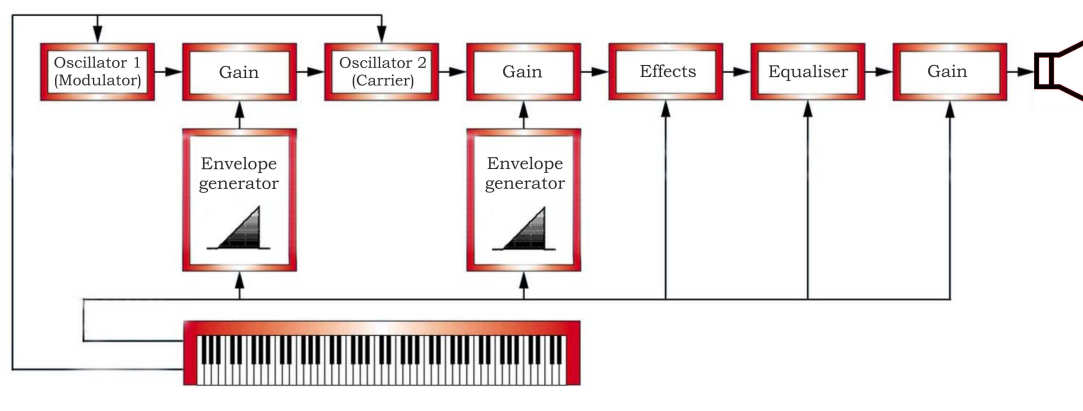 Oscillator 1
(Modulator)
Gain
Oscillator 2
(Carrier)
Gain
Effects
Equaliser
Gain
Envelope
generator
Envelope
generator